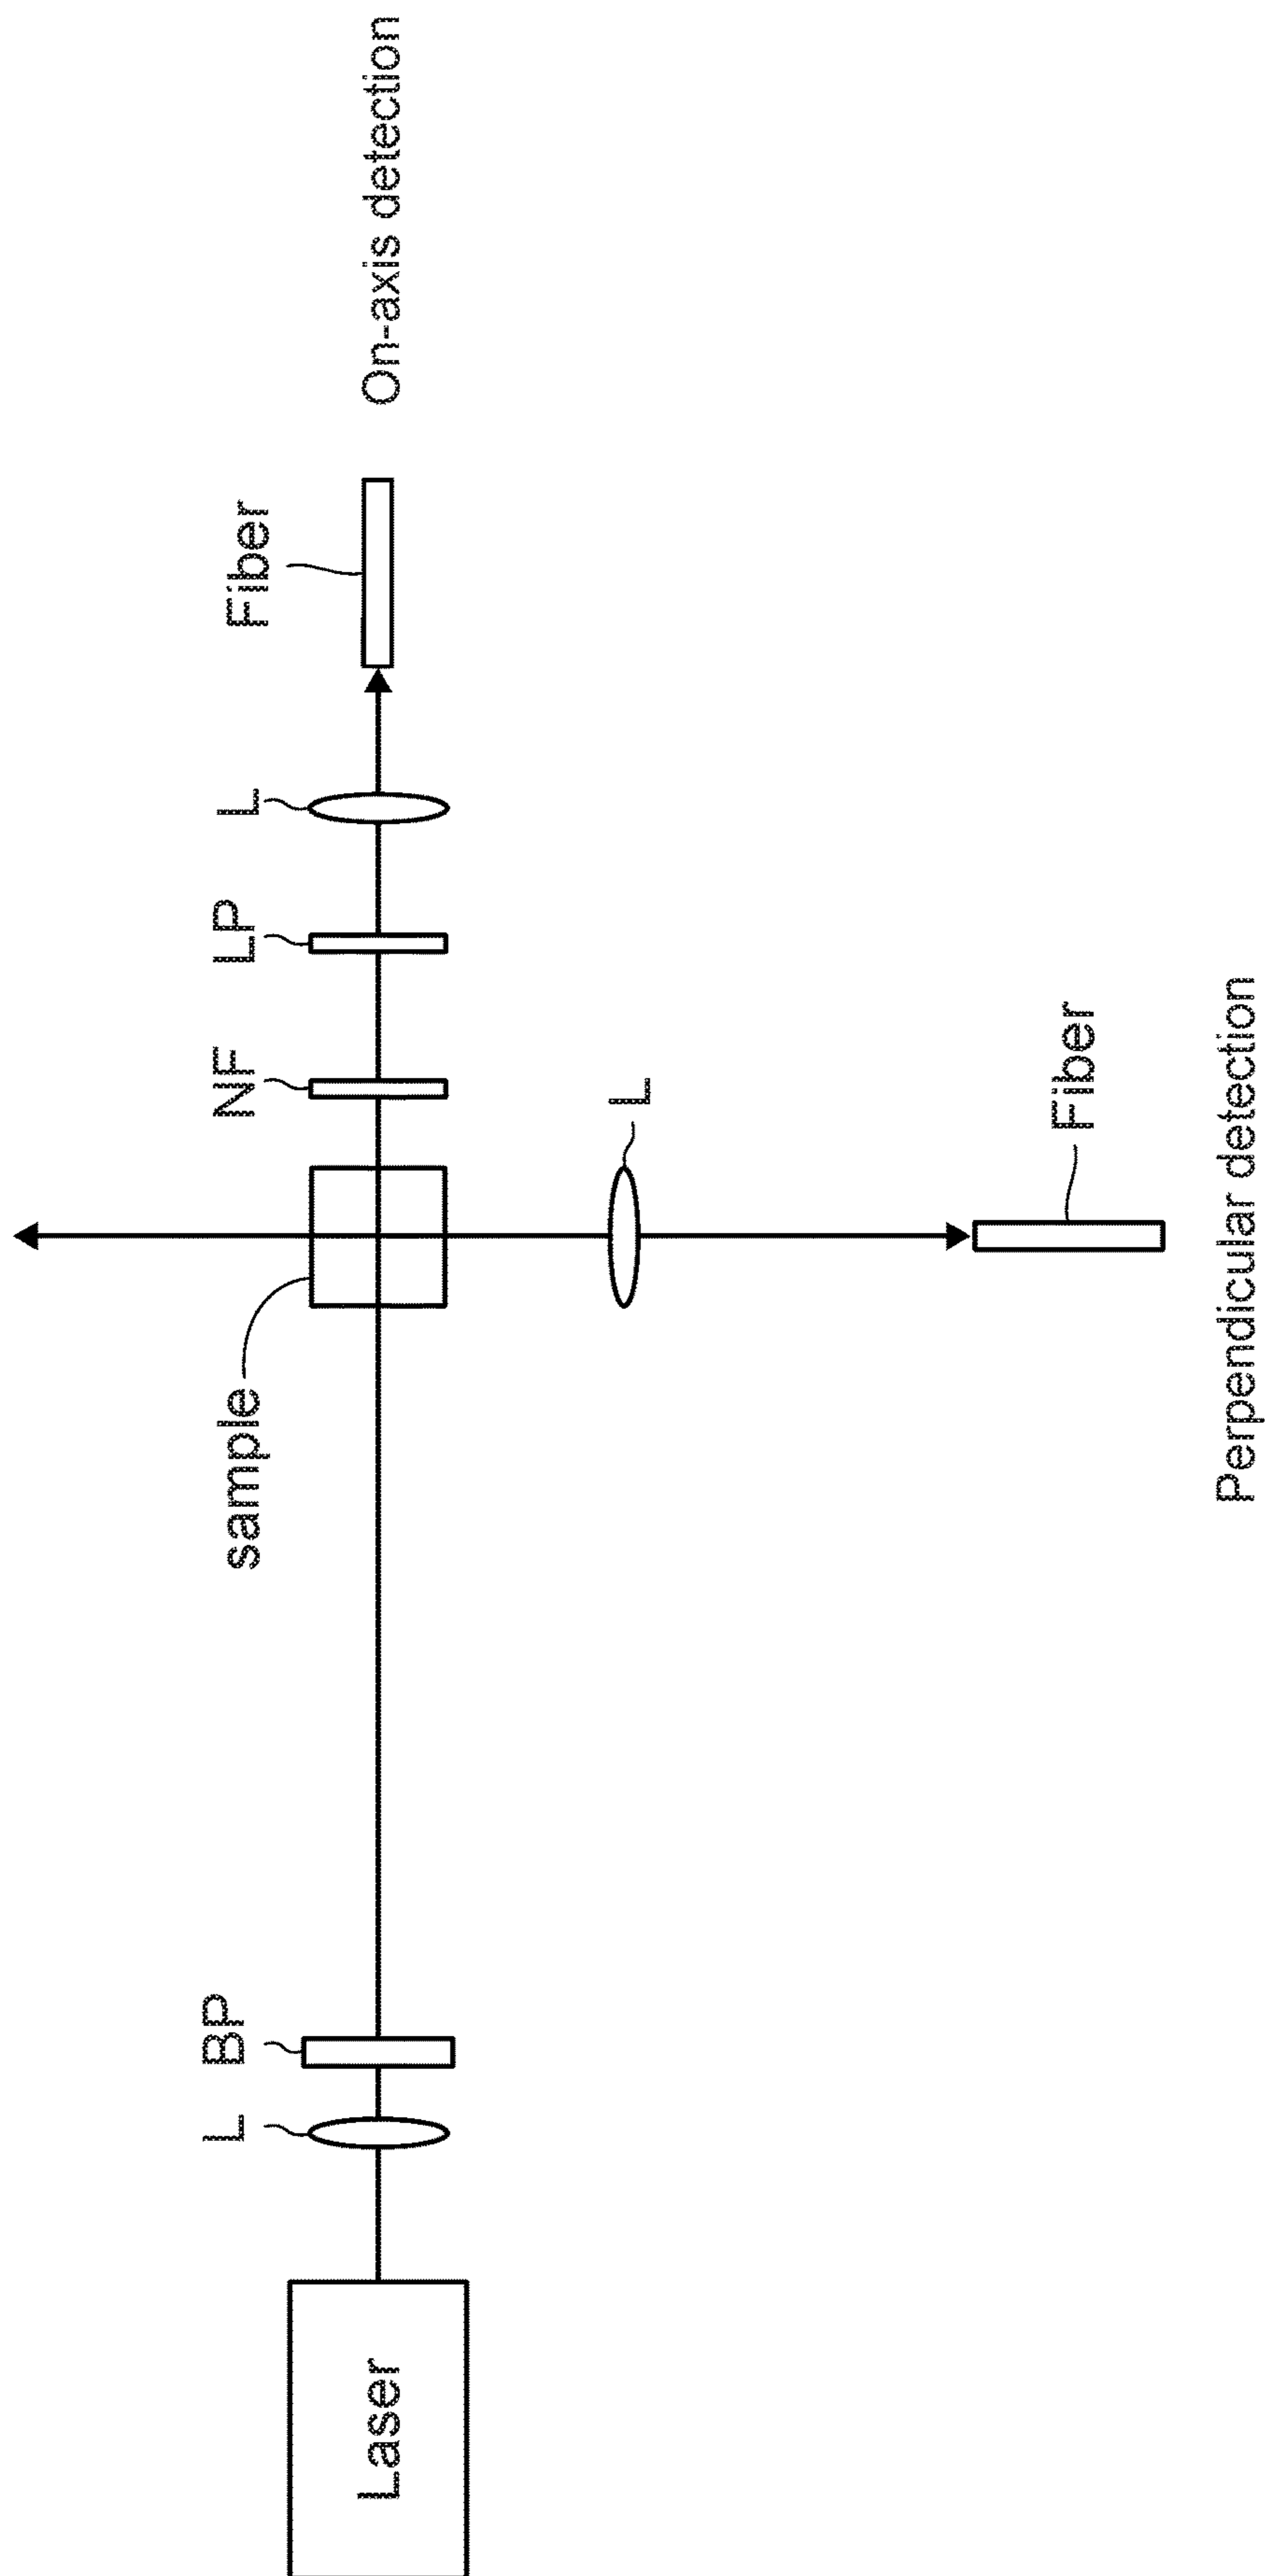 Laser
L
BP
sample
NF
LP
L
Fiber
On-axis detection
L
Fiber
Perpendicular detection